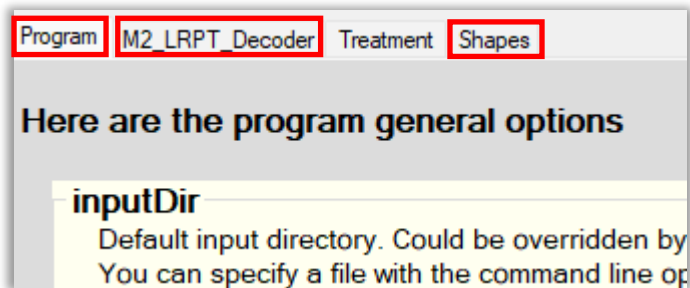 Program M2_LRPT_Decoder Treatment Shapes
Here are the program general options
inputDir
Default input directory. Could be overridden by
You can specify a file with the command line op